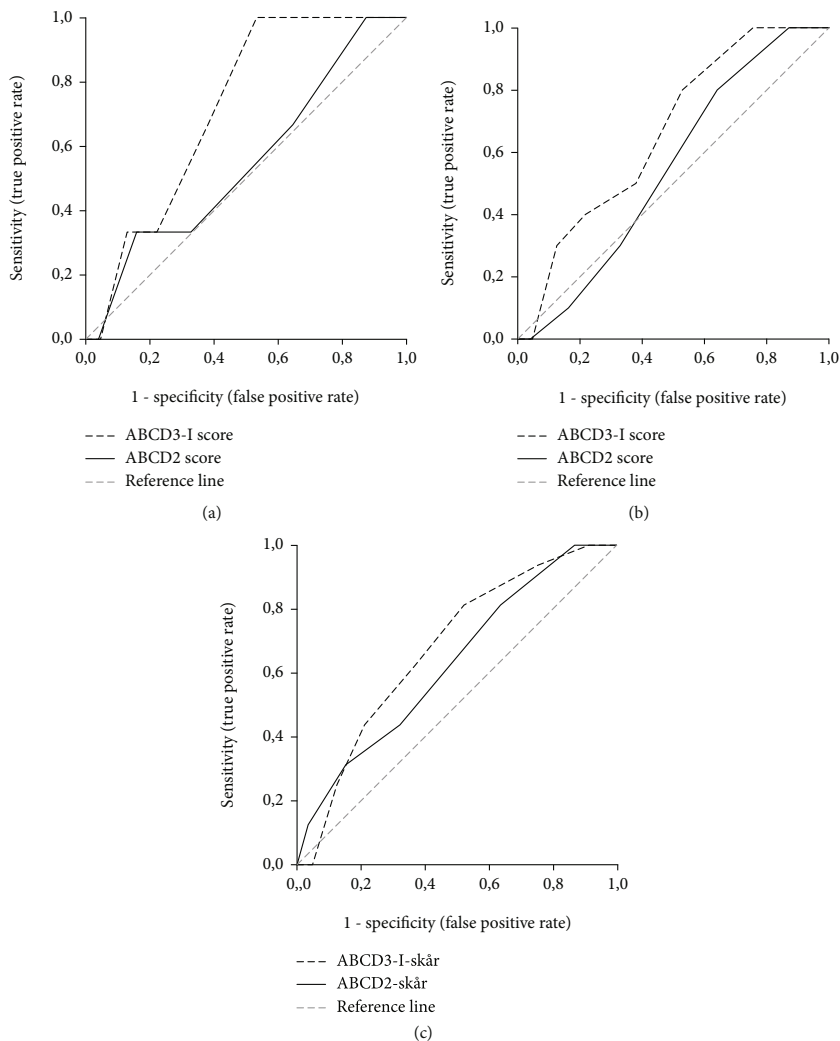 1,0
0,8
0,6
0,4
0,2
0,0
Sensitivity (true positive rate)
0,0 0,2 0,4 0,6 0,8 1,0
1 - specificity (false positive rate)
ABCD3-I score
ABCD2 score
Reference line
(a)
1,0
0,8
0,6
0,4
0,2
0,0
Sensitivity (true positive rate)
0,0 0,2 0,4 0,6 0,8 1,0
1 - specificity (false positive rate)
ABCD3-I score
ABCD2 score
Reference line
(b)
1,0
0,8
0,6
0,4
0,2
0,0
Sensitivity (true positive rate)
0,,0 0,2 0,4 0,6 0,8 1,0
1 - specificity (false positive rate)
ABCD3-I-skår
ABCD2-skår
Reference line
(c)